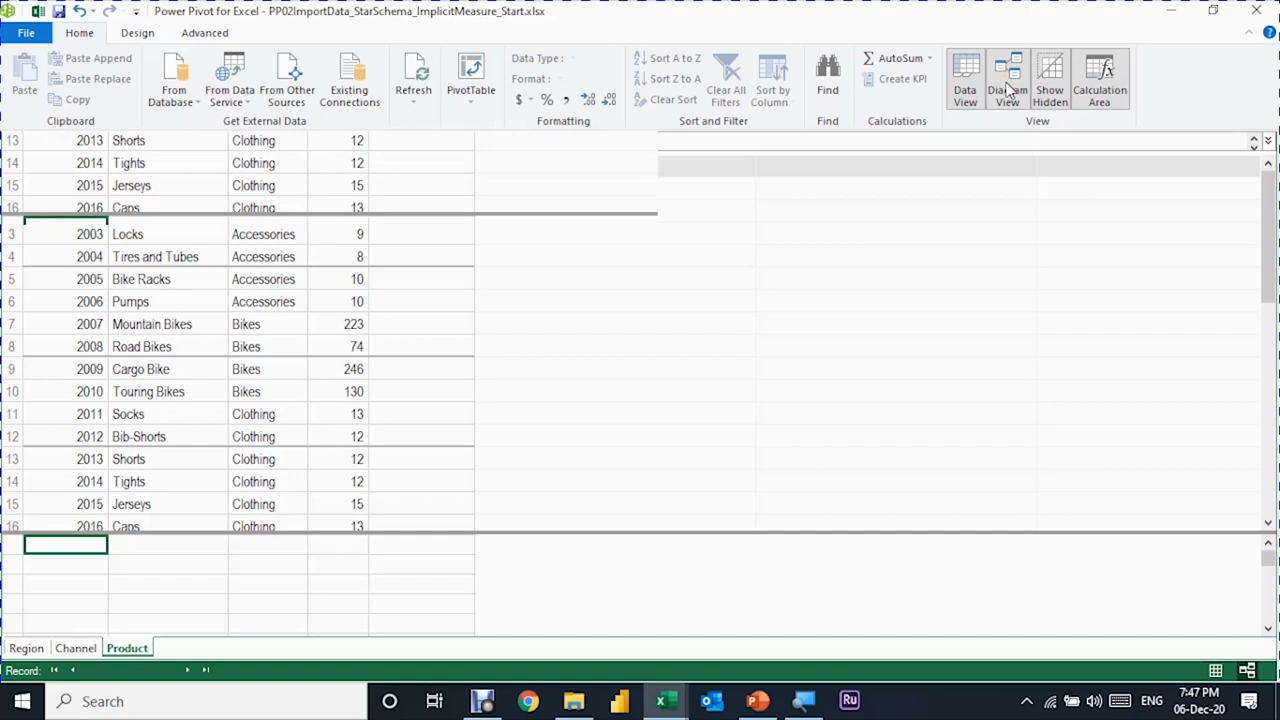 Power Pivot for Excel - PP02ImportData_StarSchema_ImplicitMeasure_Start.xlsx
File Home Design Advanced
Paste
Paste Append
Paste Replace
Copy
Clipboard
From Database
From Data Service
From Other Sources
Existing Connections
Get External Data
Refresh
PivotTable
Data Type :
Format :
$ % ,
Formatting
Sort A to Z
Sort Z to A
Clear Sort
Clear All Filters
Sort by Column
Sort and Filter
Find
Find
AutoSum
Create KPI
Calculations
Data View
Diagram View
Show Hidden
Calculation Area
View
13 2013 Shorts Clothing 12
14 2014 Tights Clothing 12
15 2015 Jerseys Clothing 15
16 2016 Caps Clothing 13
3 2003 Locks Accessories 9
4 2004 Tires and Tubes Accessories 8
5 2005 Bike Racks Accessories 10
6 2006 Pumps Accessories 10
7 2007 Mountain Bikes Bikes 223
8 2008 Road Bikes Bikes 74
9 2009 Cargo Bike Bikes 246
10 2010 Touring Bikes Bikes 130
11 2011 Socks Clothing 13
12 2012 Bib-Shorts Clothing 12
13 2013 Shorts Clothing 12
14 2014 Tights Clothing 12
15 2015 Jerseys Clothing 15
16 2016 Caps Clothing 13
Region Channel Product
Record:
Search
Ru
ENG
7:47 PM
06-Dec-20